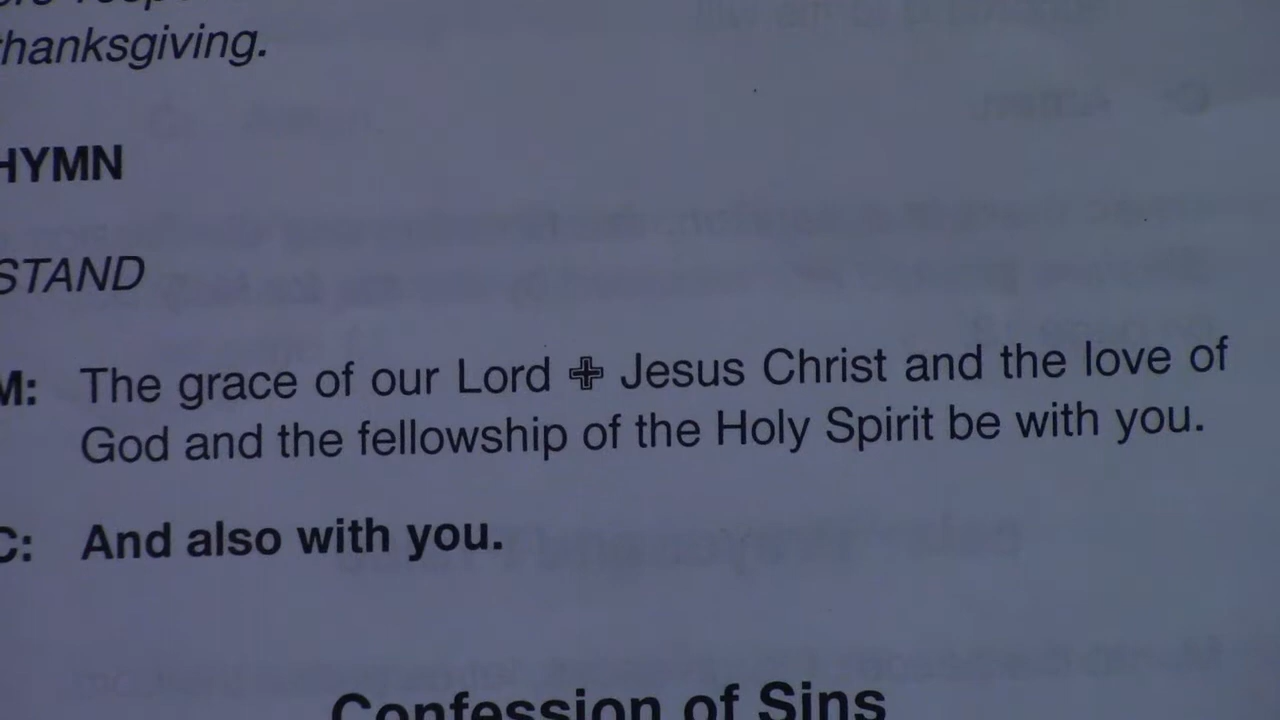 thanksgiving.
HYMN
STAND
M: The grace of our Lord ✙ Jesus Christ and the love of
God and the fellowship of the Holy Spirit be with you.
C: And also with you.
Confession of Sins